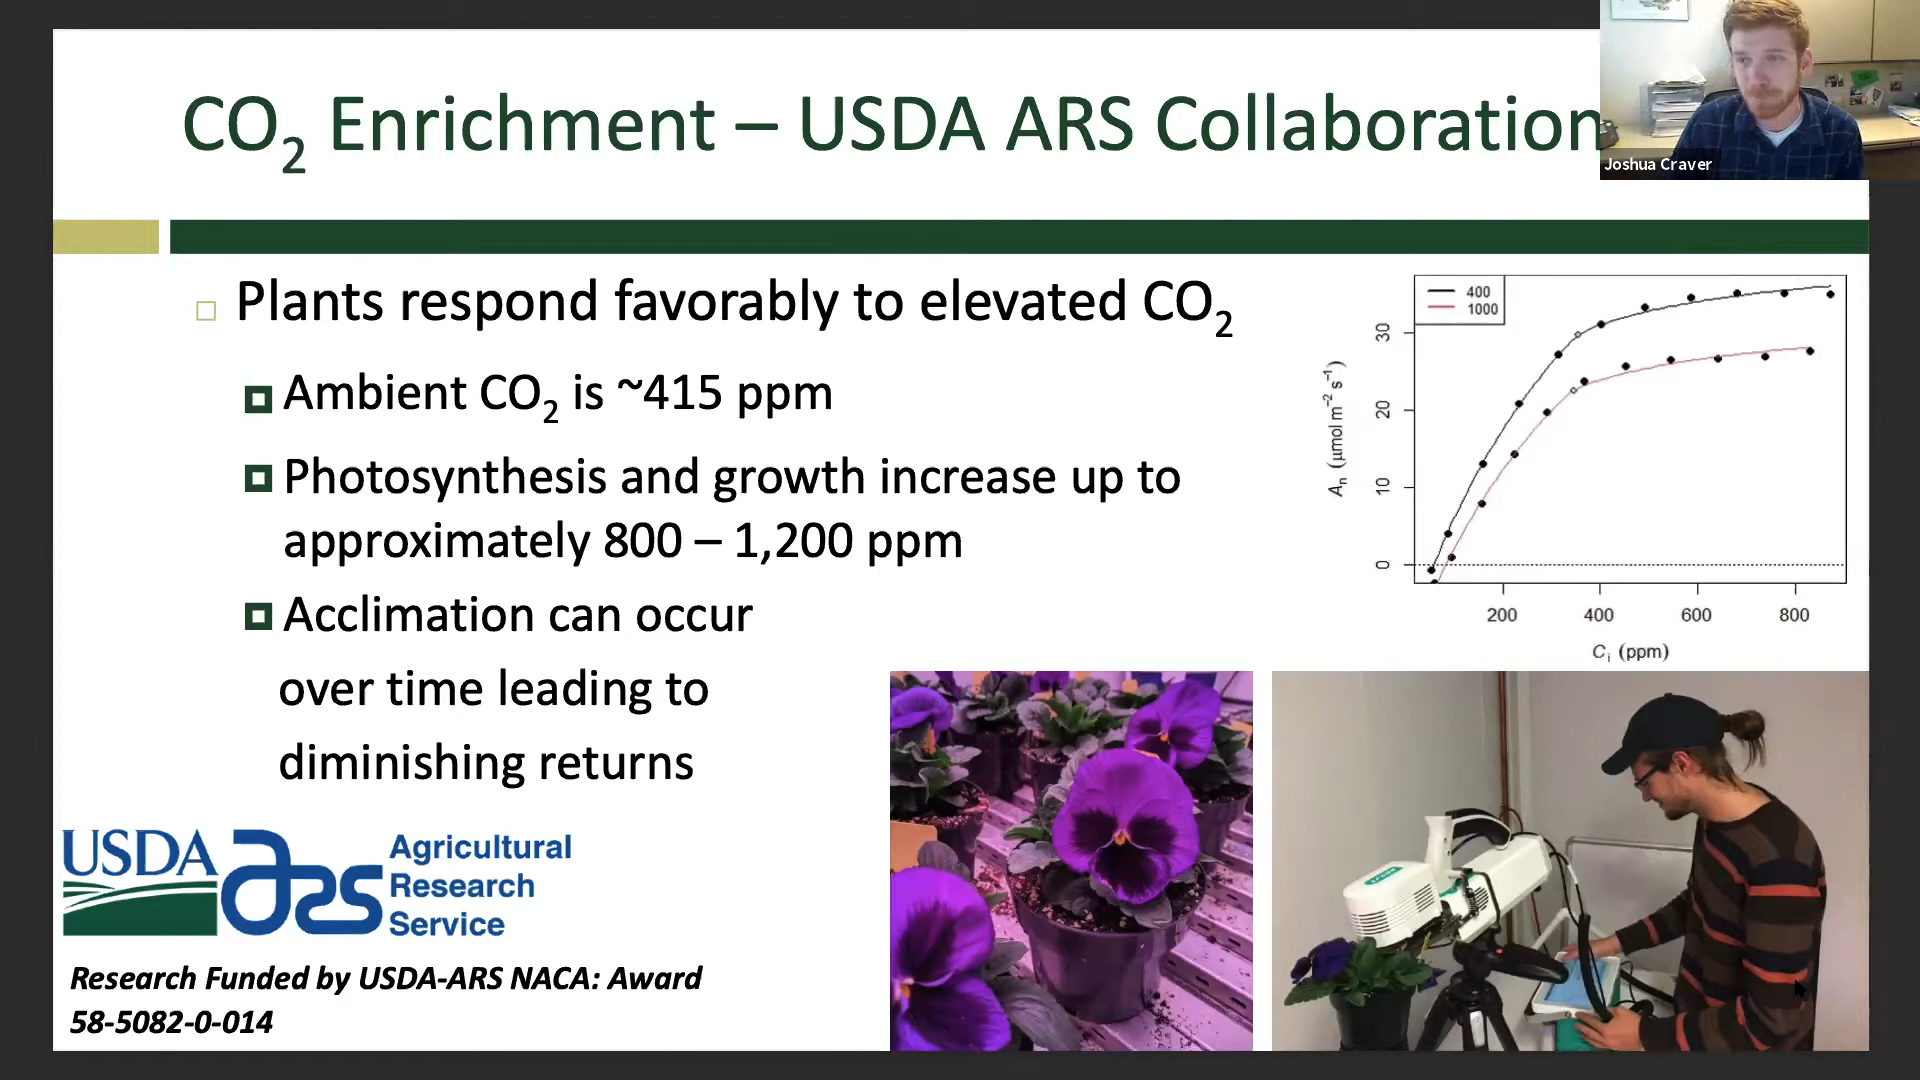 CO₂ Enrichment – USDA ARS Collaboration
Joshua Craver
Plants respond favorably to elevated CO₂
Ambient CO₂ is ~415 ppm
Photosynthesis and growth increase up to
approximately 800 – 1,200 ppm
Acclimation can occur
over time leading to
diminishing returns
400
1000
30
20
10
0
Aₙ (μmol m⁻² s⁻¹)
200 400 600 800
Cᵢ (ppm)
USDA ars Agricultural
Research
Service
Research Funded by USDA-ARS NACA: Award
58-5082-0-014